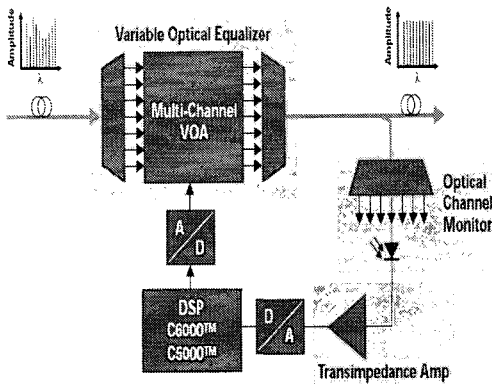 Variable Optical Equalizer
Amplitude
λ
Amplitude
λ
Multi-Channel
VOA
Optical
Channel
Monitor
A
D
DSP
C6000™
C5000™
D
A
Transimpedance Amp